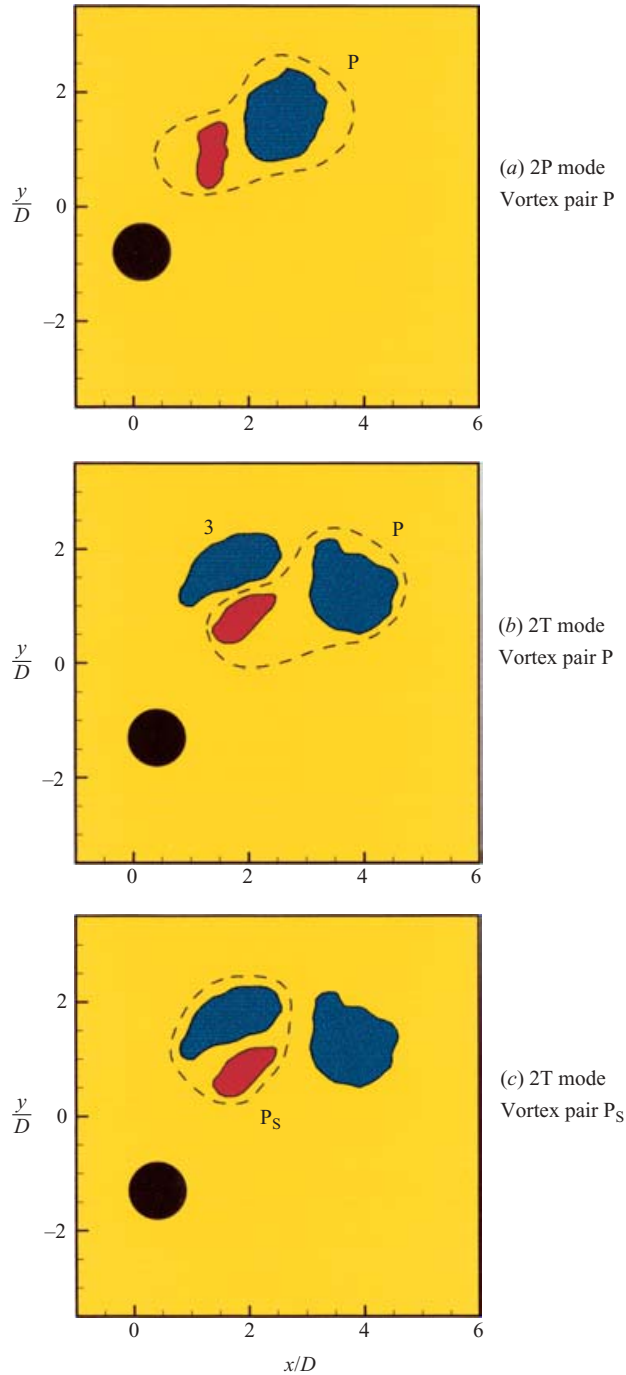 P
2
y/D
0
–2
0 2 4 6
(a) 2P mode
Vortex pair P
3
P
2
y/D
0
–2
0 2 4 6
(b) 2T mode
Vortex pair P
2
y/D
0
–2
P_S
0 2 4 6
x/D
(c) 2T mode
Vortex pair P_S